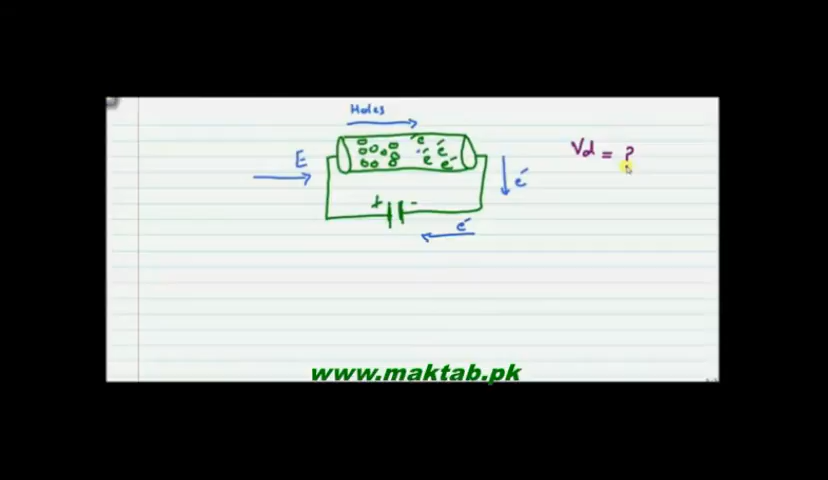 Holes
E
Vd = ?
e⁻
e⁻
e⁻
e⁻
e⁻
+ -
e⁻
www.maktab.pk